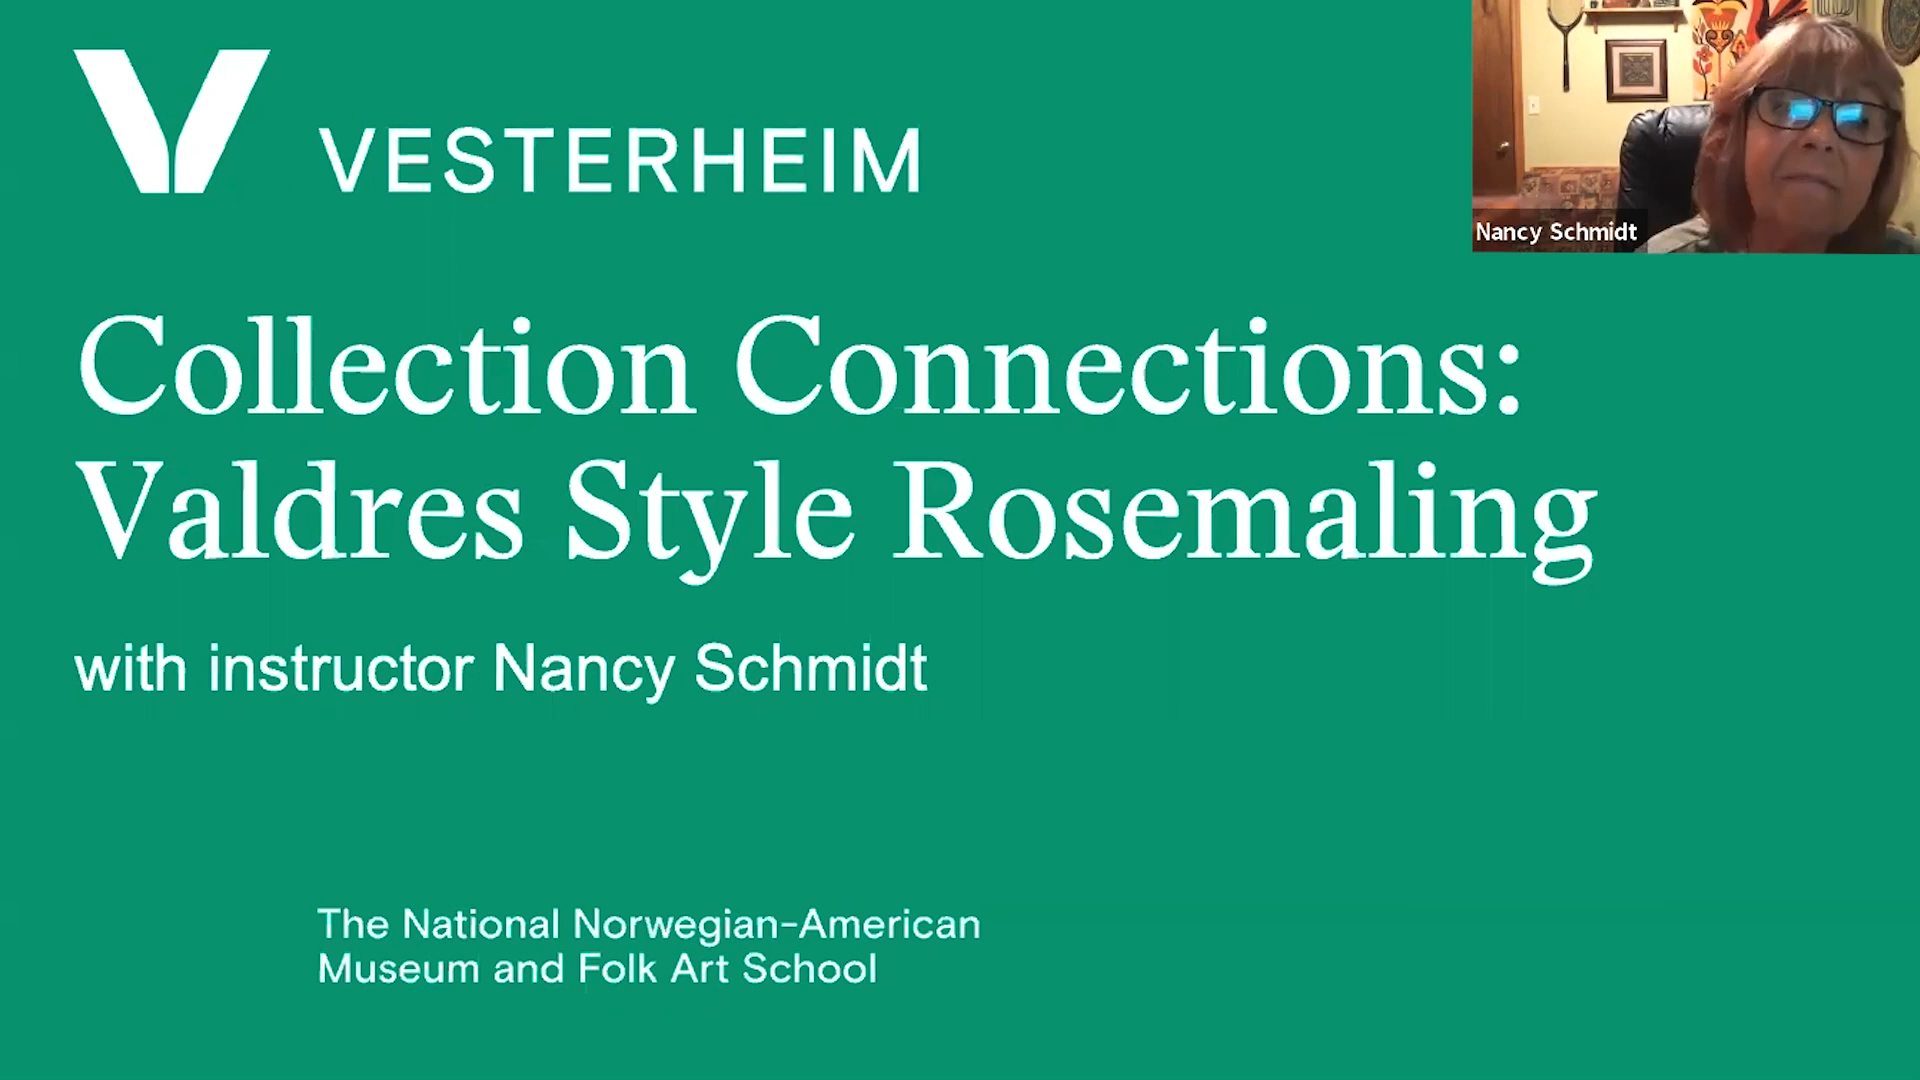 VESTERHEIM
Nancy Schmidt
Collection Connections:
Valdres Style Rosemaling
with instructor Nancy Schmidt
The National Norwegian-American
Museum and Folk Art School